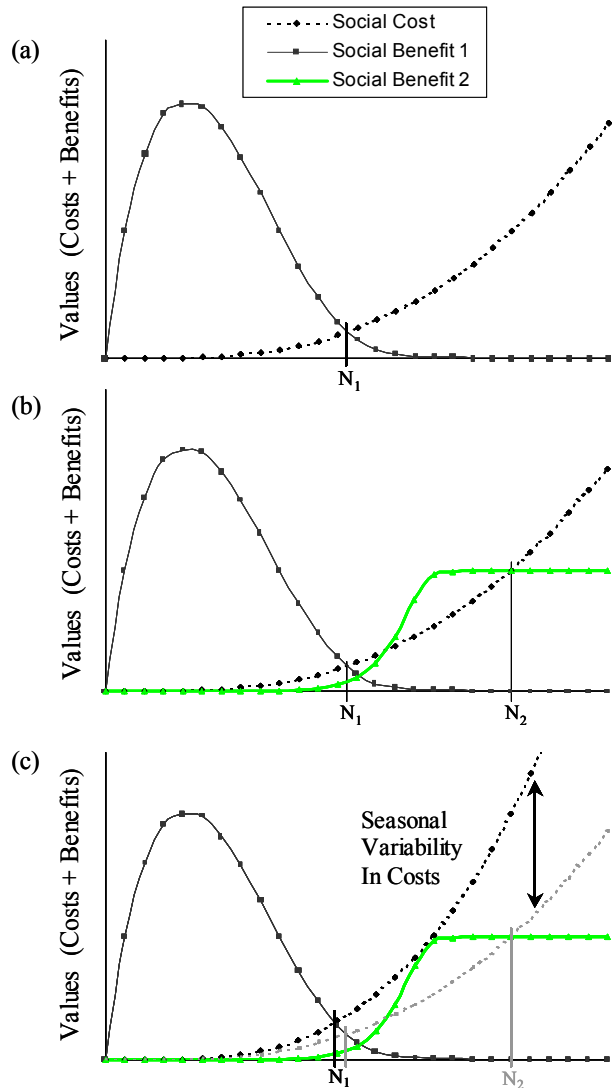 Social Cost
Social Benefit 1
Social Benefit 2
(a)
Values (Costs + Benefits)
N1
(b)
Values (Costs + Benefits)
N1
N2
(c)
Values (Costs + Benefits)
Seasonal
Variability
In Costs
N1
N2